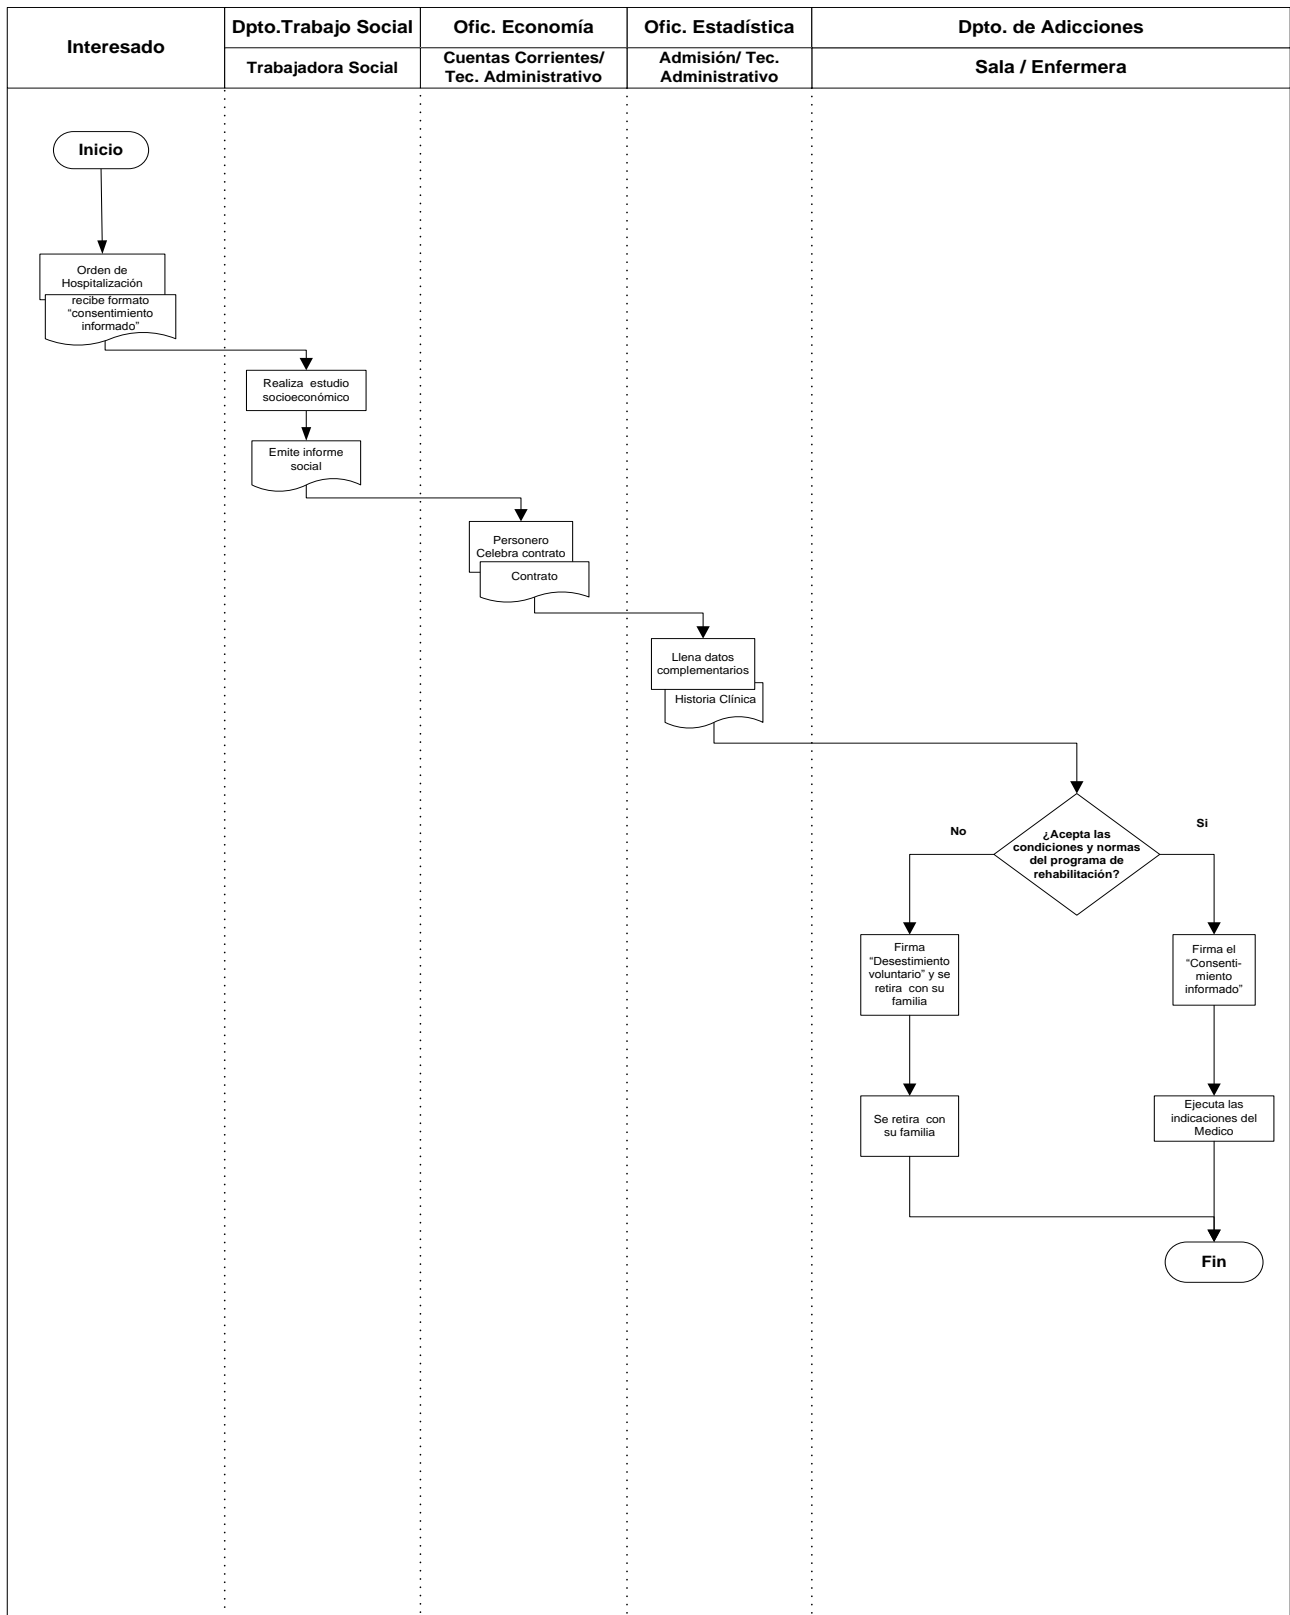 Interesado
Dpto.Trabajo Social
Ofic. Economía
Ofic. Estadística
Dpto. de Adicciones
Trabajadora Social
Cuentas Corrientes/
Tec. Administrativo
Admisión/ Tec.
Administrativo
Sala / Enfermera
Inicio
Orden de
Hospitalización
recibe formato
“consentimiento
informado”
Realiza estudio
socioeconómico
Emite informe
social
Personero
Celebra contrato
Contrato
Llena datos
complementarios
Historia Clínica
¿Acepta las
condiciones y normas
del programa de
rehabilitación?
No
Si
Firma
“Desestimiento
voluntario” y se
retira con su
familia
Firma el
“Consenti-
miento
informado”
Se retira con
su familia
Ejecuta las
indicaciones del
Medico
Fin